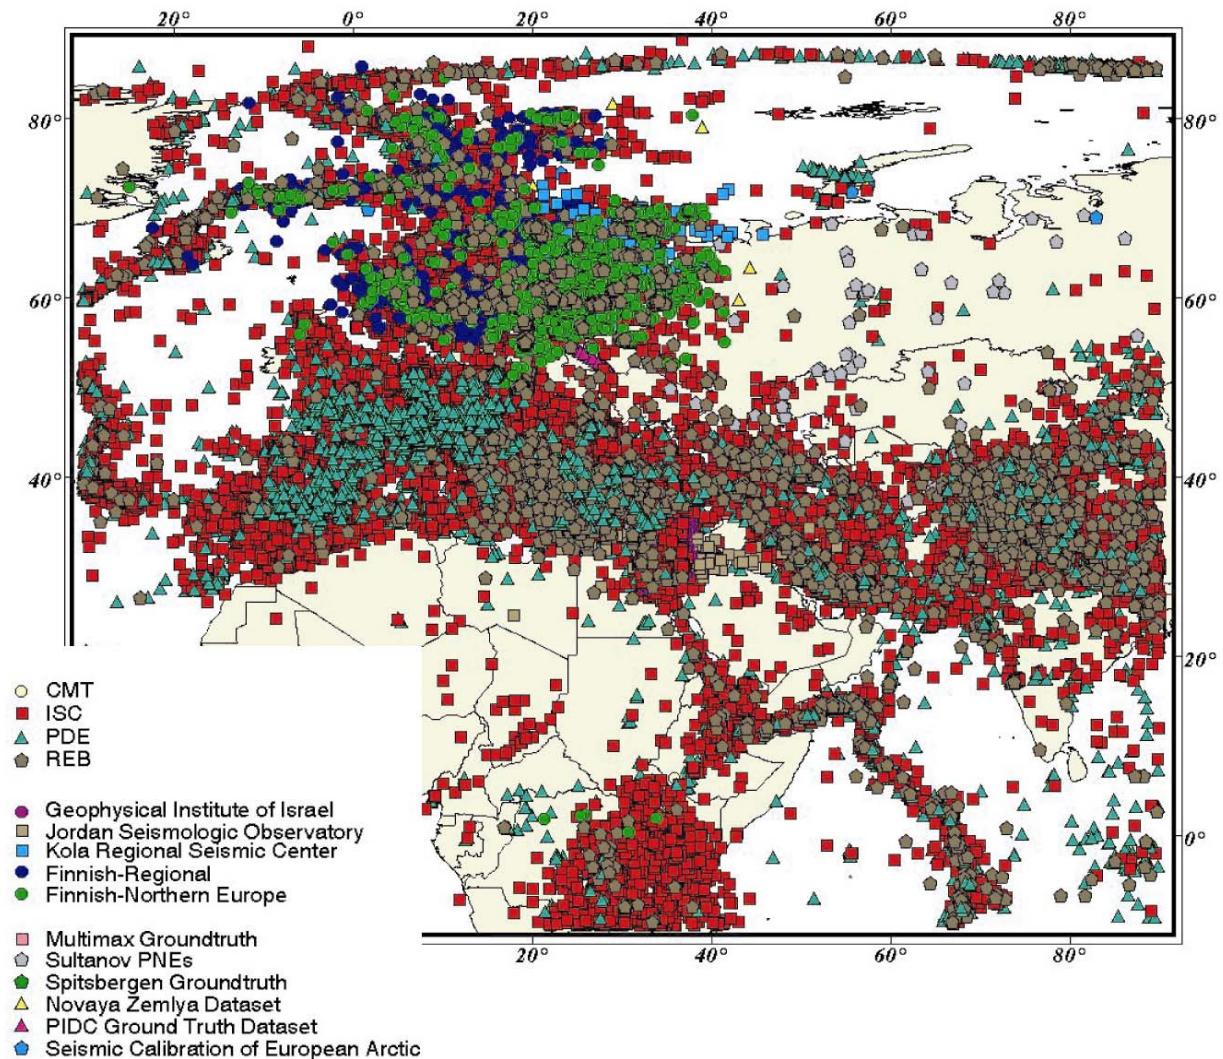 20° 0° 20° 40° 60° 80°
80° 80°
60° 60°
40° 40°
20°
CMT
ISC
PDE
REB
Geophysical Institute of Israel
Jordan Seismologic Observatory
Kola Regional Seismic Center
0°
Finnish-Regional
Finnish-Northern Europe
Multimax Groundtruth
20° 40° 60° 80°
Sultanov PNEs
Spitsbergen Groundtruth
Novaya Zemlya Dataset
PIDC Ground Truth Dataset
Seismic Calibration of European Arctic